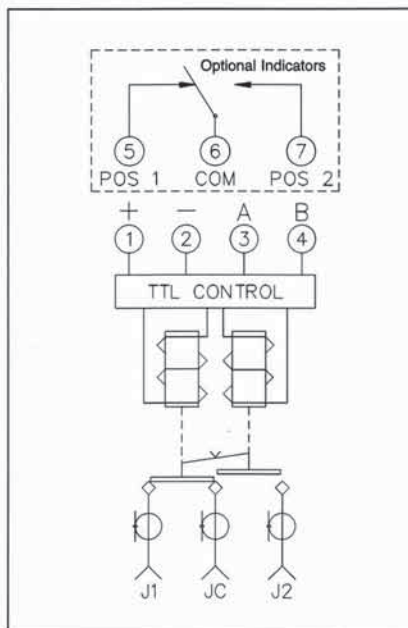 Optional Indicators
5 6 7
POS 1 COM POS 2
+ − A B
1 2 3 4
TTL CONTROL
J1 JC J2